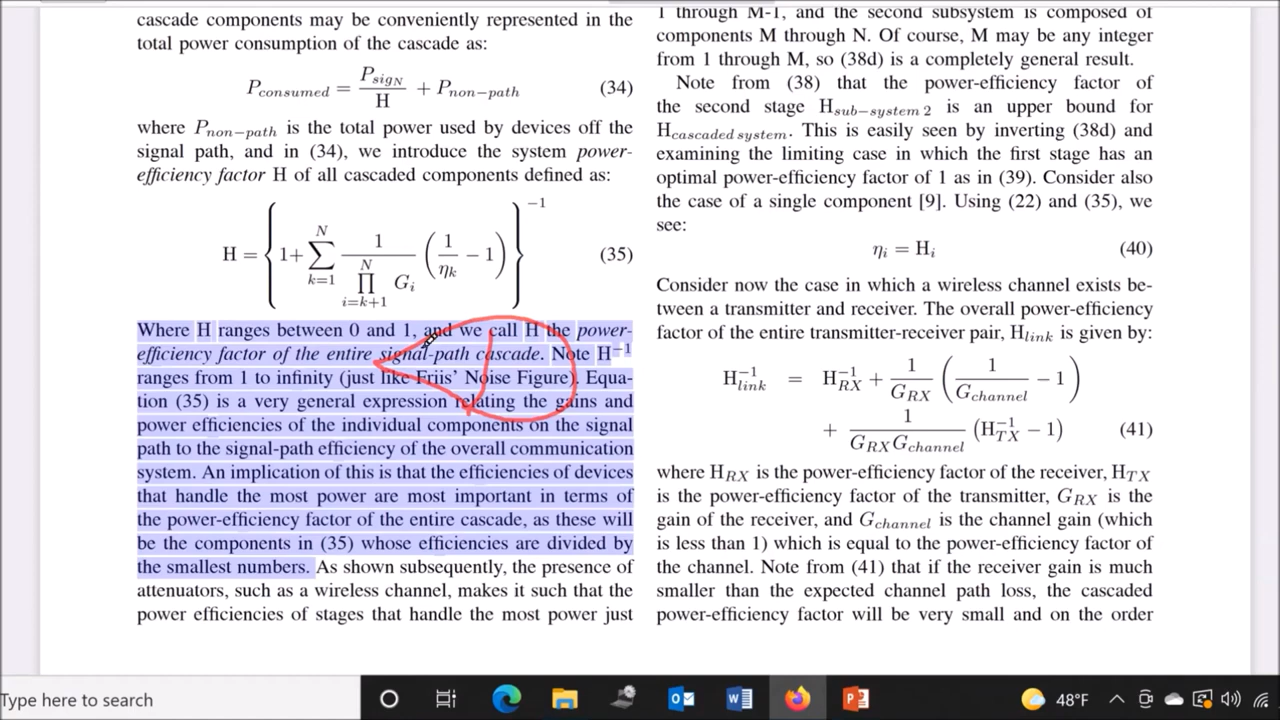 cascade components may be conveniently represented in the
total power consumption of the cascade as:
P_consumed = P_sigN / H + P_non−path (34)
where P_non−path is the total power used by devices off the
signal path, and in (34), we introduce the system power-
efficiency factor H of all cascaded components defined as:
H = { 1 + ∑_{k=1}^{N} 1 / ∏_{i=k+1}^{N} G_i ( 1/η_k − 1 ) }^{−1} (35)
Where H ranges between 0 and 1, and we call H the power-
efficiency factor of the entire signal-path cascade. Note H^{−1}
ranges from 1 to infinity (just like Friis’ Noise Figure). Equa-
tion (35) is a very general expression relating the gains and
power efficiencies of the individual components on the signal
path to the signal-path efficiency of the overall communication
system. An implication of this is that the efficiencies of devices
that handle the most power are most important in terms of
the power-efficiency factor of the entire cascade, as these will
be the components in (35) whose efficiencies are divided by
the smallest numbers. As shown subsequently, the presence of
attenuators, such as a wireless channel, makes it such that the
power efficiencies of stages that handle the most power just
1 through M-1, and the second subsystem is composed of
components M through N. Of course, M may be any integer
from 1 through M, so (38d) is a completely general result.
Note from (38) that the power-efficiency factor of
the second stage H_sub−system 2 is an upper bound for
H_cascaded system. This is easily seen by inverting (38d) and
examining the limiting case in which the first stage has an
optimal power-efficiency factor of 1 as in (39). Consider also
the case of a single component [9]. Using (22) and (35), we
see:
η_i = H_i (40)
Consider now the case in which a wireless channel exists be-
tween a transmitter and receiver. The overall power-efficiency
factor of the entire transmitter-receiver pair, H_link is given by:
H_link^{−1} = H_RX^{−1} + 1/G_RX ( 1/G_channel − 1 )
+ 1/(G_RX G_channel) ( H_TX^{−1} − 1 ) (41)
where H_RX is the power-efficiency factor of the receiver, H_TX
is the power-efficiency factor of the transmitter, G_RX is the
gain of the receiver, and G_channel is the channel gain (which
is less than 1) which is equal to the power-efficiency factor of
the channel. Note from (41) that if the receiver gain is much
smaller than the expected channel path loss, the cascaded
power-efficiency factor will be very small and on the order
Type here to search
48°F